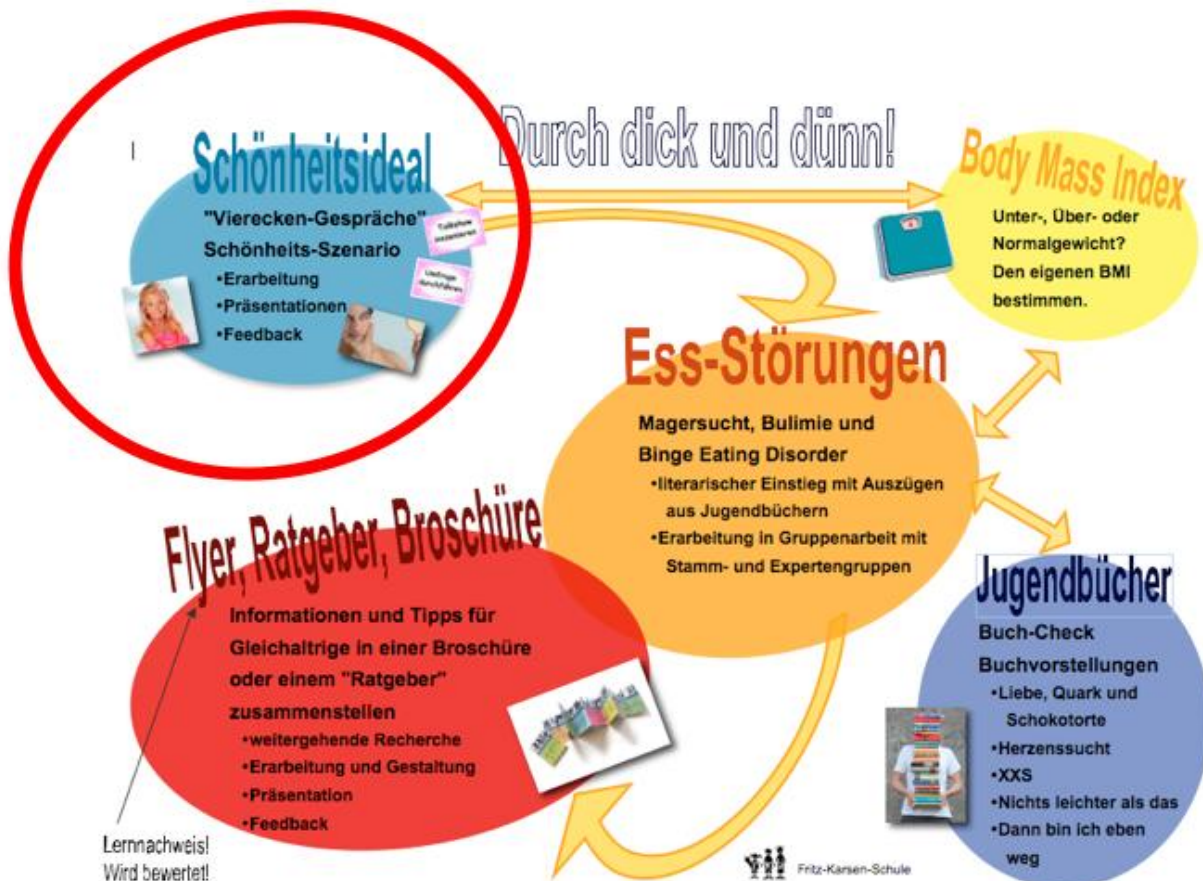 Durch dick und dünn!
Schönheitsideal
"Vierecken-Gespräche"
Schönheits-Szenario
•Erarbeitung
•Präsentationen
•Feedback
Talkshow
inszenieren
Umfrage
durchführen
Body Mass Index
Unter-, Über- oder
Normalgewicht?
Den eigenen BMI
bestimmen.
Ess-Störungen
Magersucht, Bulimie und
Binge Eating Disorder
•literarischer Einstieg mit Auszügen
aus Jugendbüchern
•Erarbeitung in Gruppenarbeit mit
Stamm- und Expertengruppen
Flyer, Ratgeber, Broschüre
Informationen und Tipps für
Gleichaltrige in einer Broschüre
oder einem "Ratgeber"
zusammenstellen
•weitergehende Recherche
•Erarbeitung und Gestaltung
•Präsentation
•Feedback
Lernnachweis!
Wird bewertet!
Jugendbücher
Buch-Check
Buchvorstellungen
•Liebe, Quark und
Schokotorte
•Herzenssucht
•XXS
•Nichts leichter als das
•Dann bin ich eben
weg
Fritz-Karsen-Schule